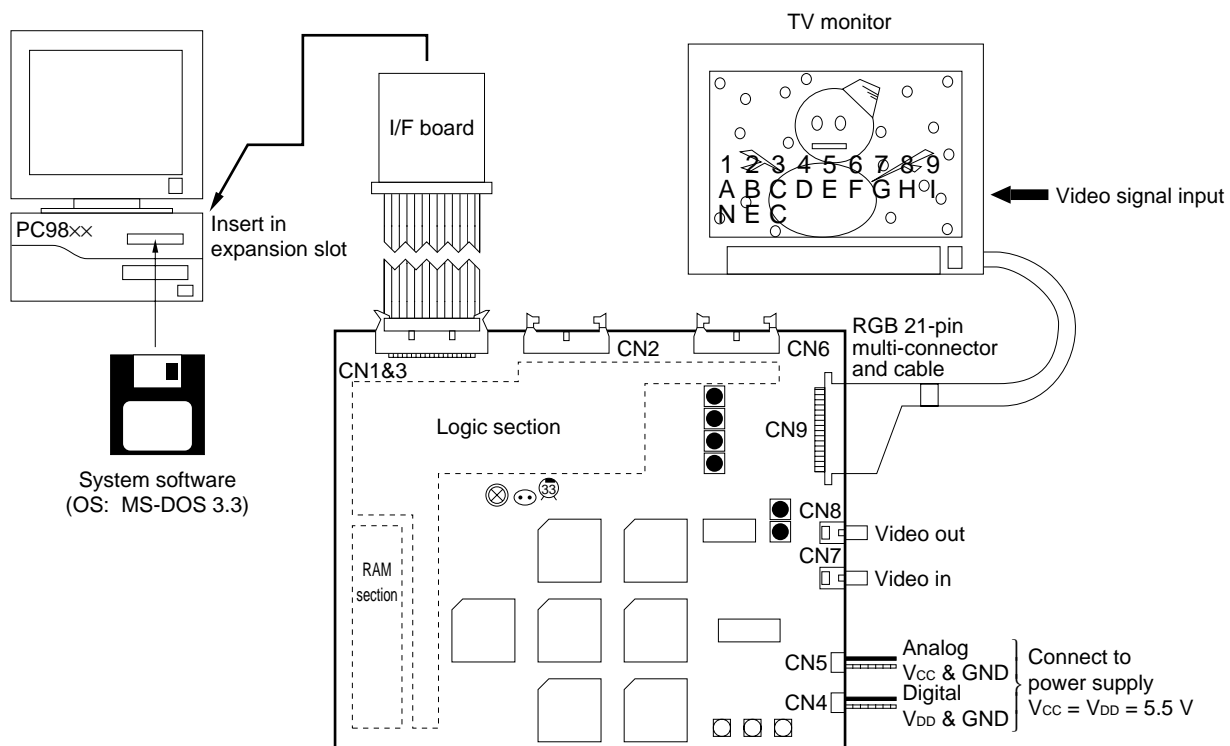 TV monitor
I/F board
1 2 3 4 5 6 7 8 9
A B C D E F G H I
N E C
Video signal input
PC98××
Insert in
expansion slot
RGB 21-pin
multi-connector
and cable
CN1&3
CN2
CN6
Logic section
CN9
System software
(OS: MS-DOS 3.3)
33
CN8
Video out
CN7
Video in
RAM
section
CN5
Analog
VCC & GND
CN4
Digital
VDD & GND
Connect to
power supply
VCC = VDD = 5.5 V